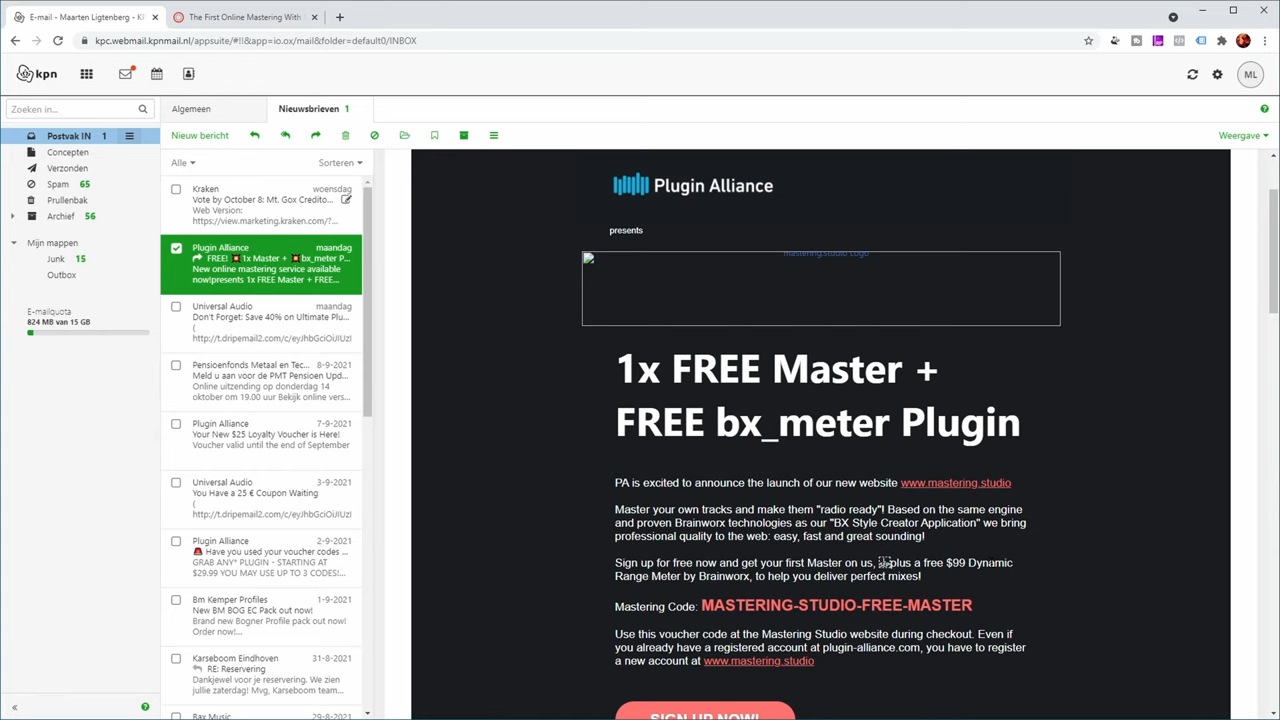 E-mail - Maarten Ligtenberg - KP
The First Online Mastering With
kpc.webmail.kpnmail.nl/appsuite/#!!&app=io.ox/mail&folder=default0/INBOX
kpn
ML
Zoeken in...
Algemeen
Nieuwsbrieven 1
Postvak IN 1
Concepten
Verzonden
Spam 65
Prullenbak
Archief 56
Mijn mappen
Junk 15
Outbox
E-mailquota
824 MB van 15 GB
Nieuw bericht
Weergave
Alle
Sorteren
Kraken woensdag
Vote by October 8: Mt. Gox Credito...
Web Version:
https://view.marketing.kraken.com/?...
Plugin Alliance maandag
FREE! 1x Master + bx_meter P...
New online mastering service available
now!presents 1x FREE Master + FREE...
Universal Audio maandag
Don't Forget: Save 40% on Ultimate Plu...
(
http://t.dripemail2.com/c/eyJhbGciOiJIUzI
Pensioenfonds Metaal en Tec... 8-9-2021
Meld u aan voor de PMT Pensioen Upd...
Online uitzending op donderdag 14
oktober om 19.00 uur Bekijk online vers...
Plugin Alliance 7-9-2021
Your New $25 Loyalty Voucher is Here!
Voucher valid until the end of September
Universal Audio 3-9-2021
You Have a 25 € Coupon Waiting
(
http://t.dripemail2.com/c/eyJhbGciOiJIUzI
Plugin Alliance 2-9-2021
Have you used your voucher codes ...
GRAB ANY* PLUGIN - STARTING AT
$29.99 YOU MAY USE UP TO 3 CODES!...
Bm Kemper Profiles 1-9-2021
New BM BOG EC Pack out now!
Brand new Bogner Profile pack out now!
Order now!...
Karseboom Eindhoven 31-8-2021
RE: Reservering
Dankjewel voor je reservering. We zien
jullie zaterdag! Mvg, Karseboom team...
Bax Music 29-8-2021
Plugin Alliance
presents
mastering.studio Logo
1x FREE Master +
FREE bx_meter Plugin
PA is excited to announce the launch of our new website www.mastering.studio
Master your own tracks and make them "radio ready"! Based on the same engine
and proven Brainworx technologies as our "BX Style Creator Application" we bring
professional quality to the web: easy, fast and great sounding!
Sign up for free now and get your first Master on us, plus a free $99 Dynamic
Range Meter by Brainworx, to help you deliver perfect mixes!
Mastering Code: MASTERING-STUDIO-FREE-MASTER
Use this voucher code at the Mastering Studio website during checkout. Even if
you already have a registered account at plugin-alliance.com, you have to register
a new account at www.mastering.studio
SIGN UP NOW!